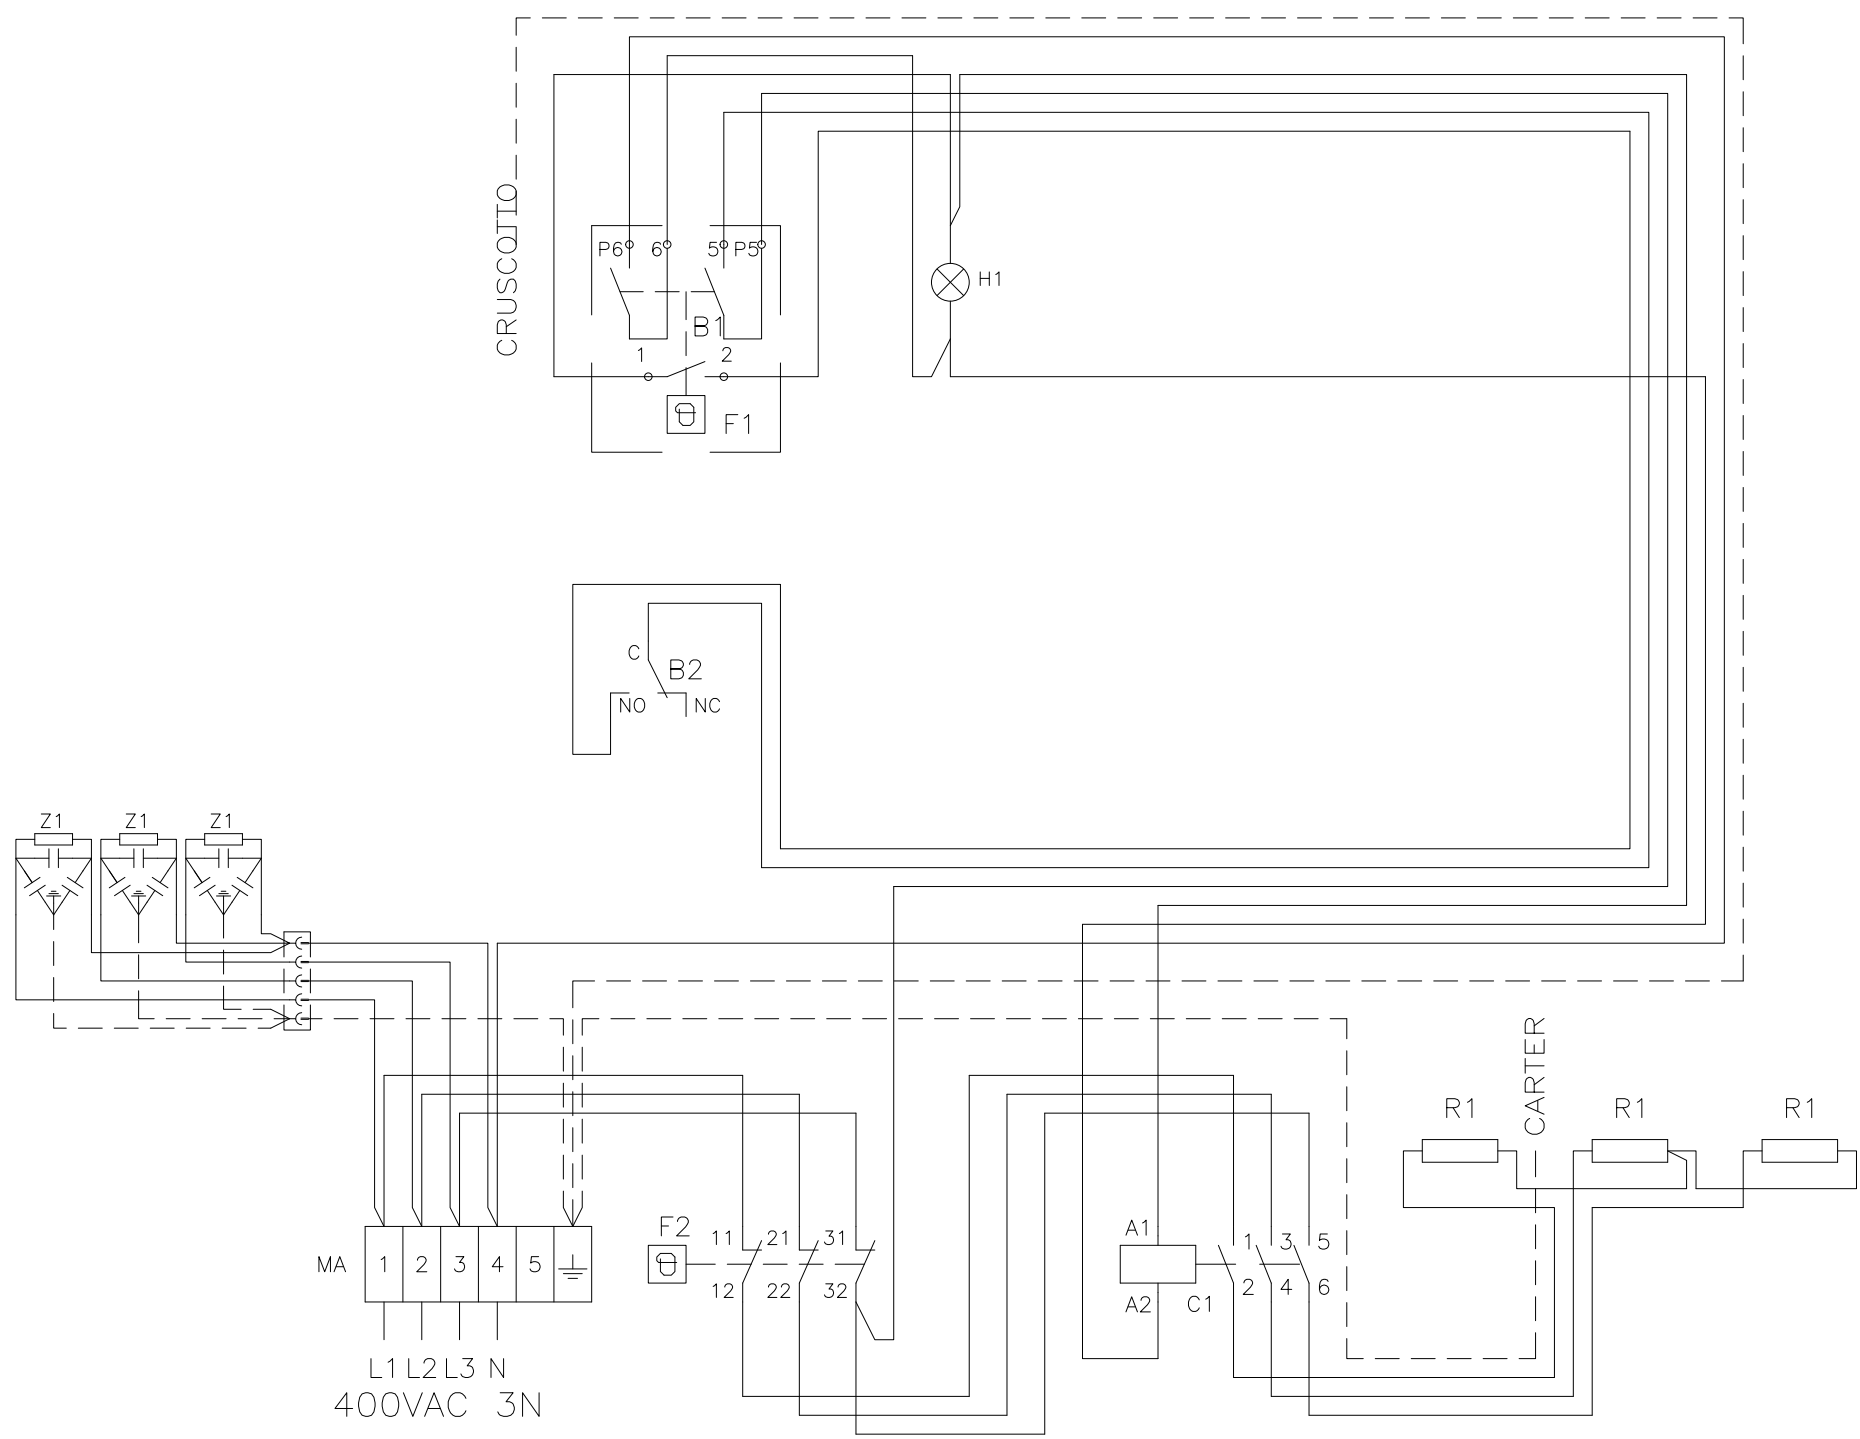 CRUSCOTTO
P6 6 5 P5
H1
B1
1 2
F1
C
B2
NO NC
Z1 Z1 Z1
CARTER
R1 R1 R1
F2
11 21 31
A1
1 3 5
MA 1 2 3 4 5
12 22 32
2 4 6
A2 C1
L1 L2 L3 N
400VAC 3N